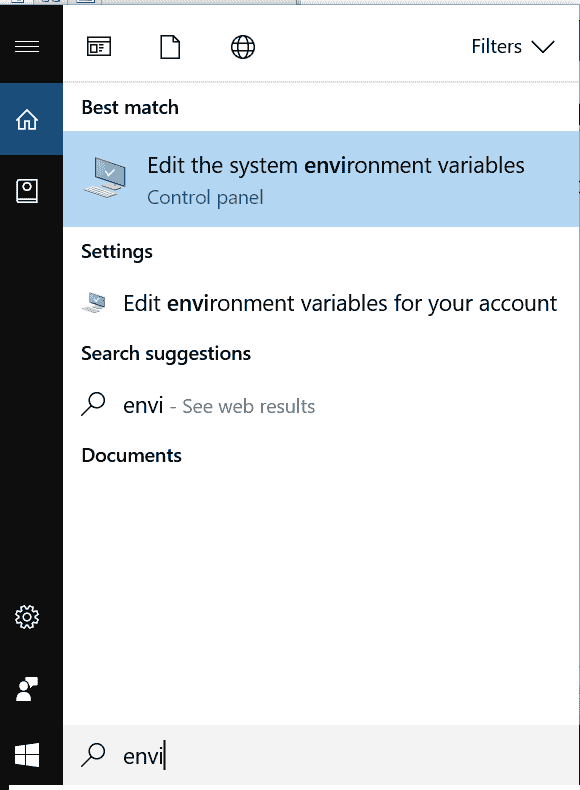 Filters
Best match
Edit the system environment variables
Control panel
Settings
Edit environment variables for your account
Search suggestions
envi - See web results
Documents
envi